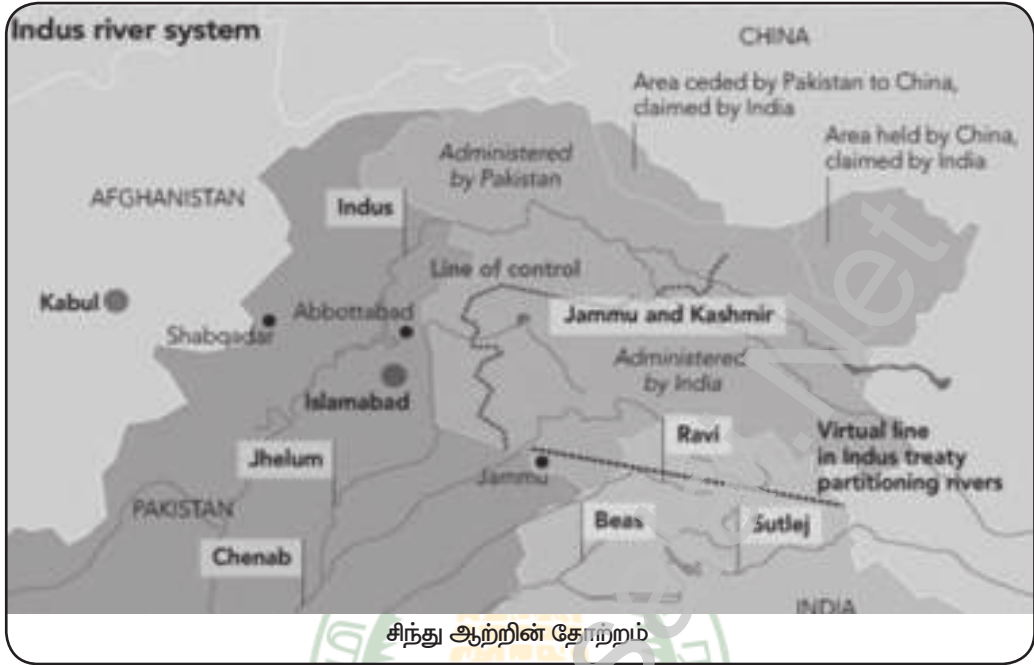 Indus river system
CHINA
Area ceded by Pakistan to China,
claimed by India
Area held by China,
claimed by India
Administered
by Pakistan
AFGHANISTAN
Indus
Line of control
Kabul
Abbottabad
Shabqadar
Jammu and Kashmir
Administered
by India
Islamabad
Ravi
Virtual line
in Indus treaty
partitioning rivers
Jhelum
Jammu
PAKISTAN
Beas
Sutlej
Chenab
INDIA
சிந்து ஆற்றின் தோற்றம்